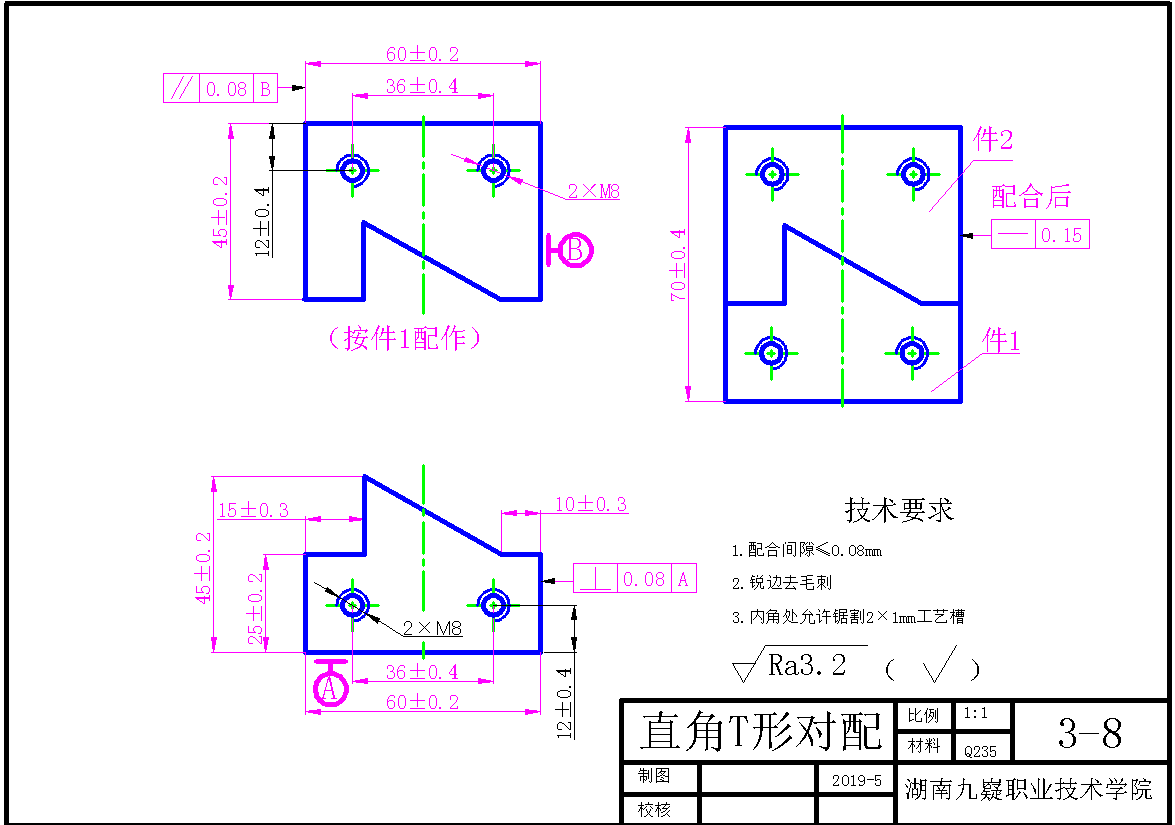 60±0.2
// 0.08 B
36±0.4
45±0.2
12±0.4
2×M8
B
(按件1配作)
件2
配合后
— 0.15
70±0.4
件1
15±0.3
10±0.3
45±0.2
25±0.2
⊥ 0.08 A
2×M8
A
36±0.4
60±0.2
12±0.4
技术要求
1.配合间隙≤0.08mm
2.锐边去毛刺
3.内角处允许锯割2×1mm工艺槽
√Ra3.2 (√)
直角T形对配
比例 1:1
材料 Q235
3-8
制图 2019-5
校核
湖南九嶷职业技术学院